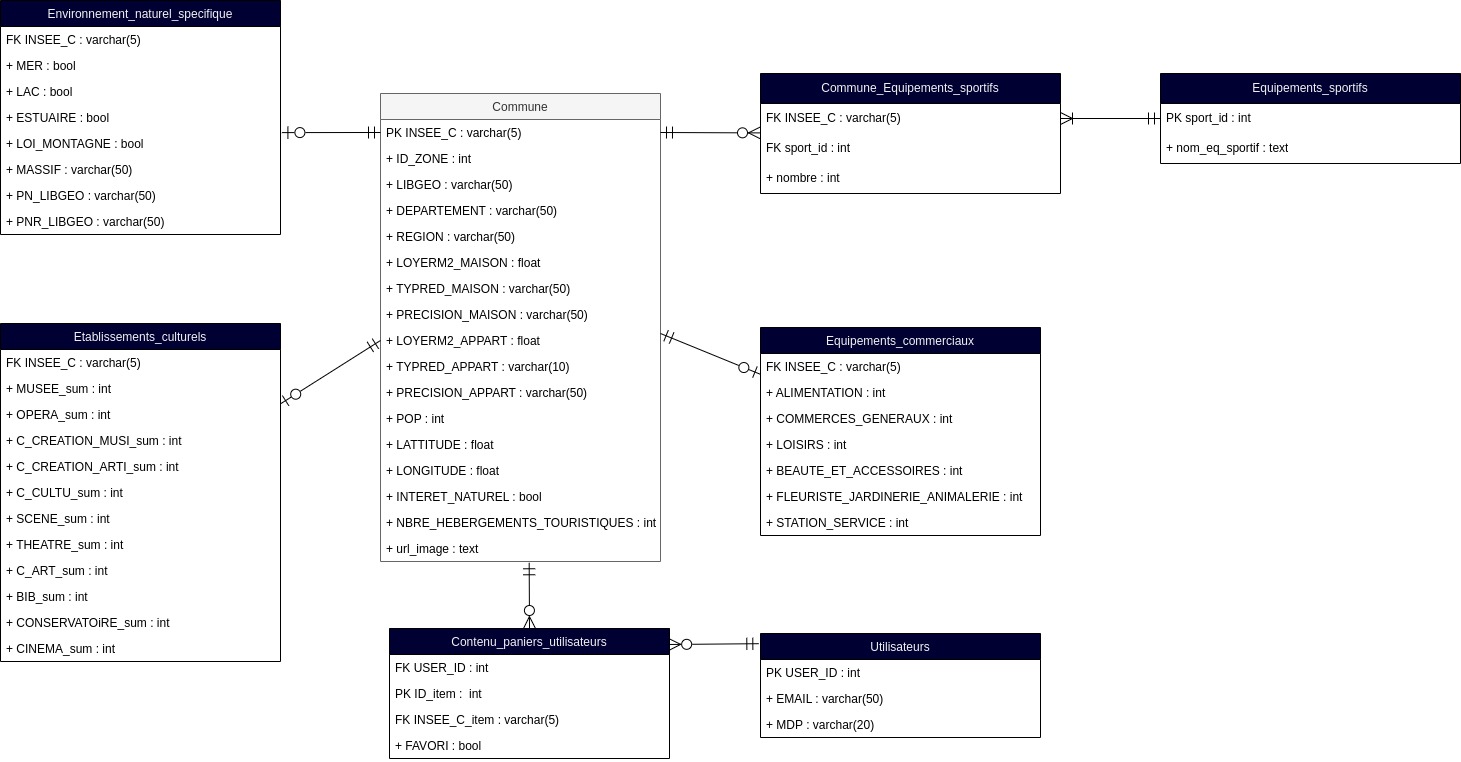 Environnement_naturel_specifique
FK INSEE_C : varchar(5)
+ MER : bool
+ LAC : bool
+ ESTUAIRE : bool
+ LOI_MONTAGNE : bool
+ MASSIF : varchar(50)
+ PN_LIBGEO : varchar(50)
+ PNR_LIBGEO : varchar(50)
Etablissements_culturels
FK INSEE_C : varchar(5)
+ MUSEE_sum : int
+ OPERA_sum : int
+ C_CREATION_MUSI_sum : int
+ C_CREATION_ARTI_sum : int
+ C_CULTU_sum : int
+ SCENE_sum : int
+ THEATRE_sum : int
+ C_ART_sum : int
+ BIB_sum : int
+ CONSERVATOiRE_sum : int
+ CINEMA_sum : int
Commune
PK INSEE_C : varchar(5)
+ ID_ZONE : int
+ LIBGEO : varchar(50)
+ DEPARTEMENT : varchar(50)
+ REGION : varchar(50)
+ LOYERM2_MAISON : float
+ TYPRED_MAISON : varchar(50)
+ PRECISION_MAISON : varchar(50)
+ LOYERM2_APPART : float
+ TYPRED_APPART : varchar(10)
+ PRECISION_APPART : varchar(50)
+ POP : int
+ LATTITUDE : float
+ LONGITUDE : float
+ INTERET_NATUREL : bool
+ NBRE_HEBERGEMENTS_TOURISTIQUES : int
+ url_image : text
Contenu_paniers_utilisateurs
FK USER_ID : int
PK ID_item :  int
FK INSEE_C_item : varchar(5)
+ FAVORI : bool
Commune_Equipements_sportifs
FK INSEE_C : varchar(5)
FK sport_id : int
+ nombre : int
Equipements_sportifs
PK sport_id : int
+ nom_eq_sportif : text
Equipements_commerciaux
FK INSEE_C : varchar(5)
+ ALIMENTATION : int
+ COMMERCES_GENERAUX : int
+ LOISIRS : int
+ BEAUTE_ET_ACCESSOIRES : int
+ FLEURISTE_JARDINERIE_ANIMALERIE : int
+ STATION_SERVICE : int
Utilisateurs
PK USER_ID : int
+ EMAIL : varchar(50)
+ MDP : varchar(20)